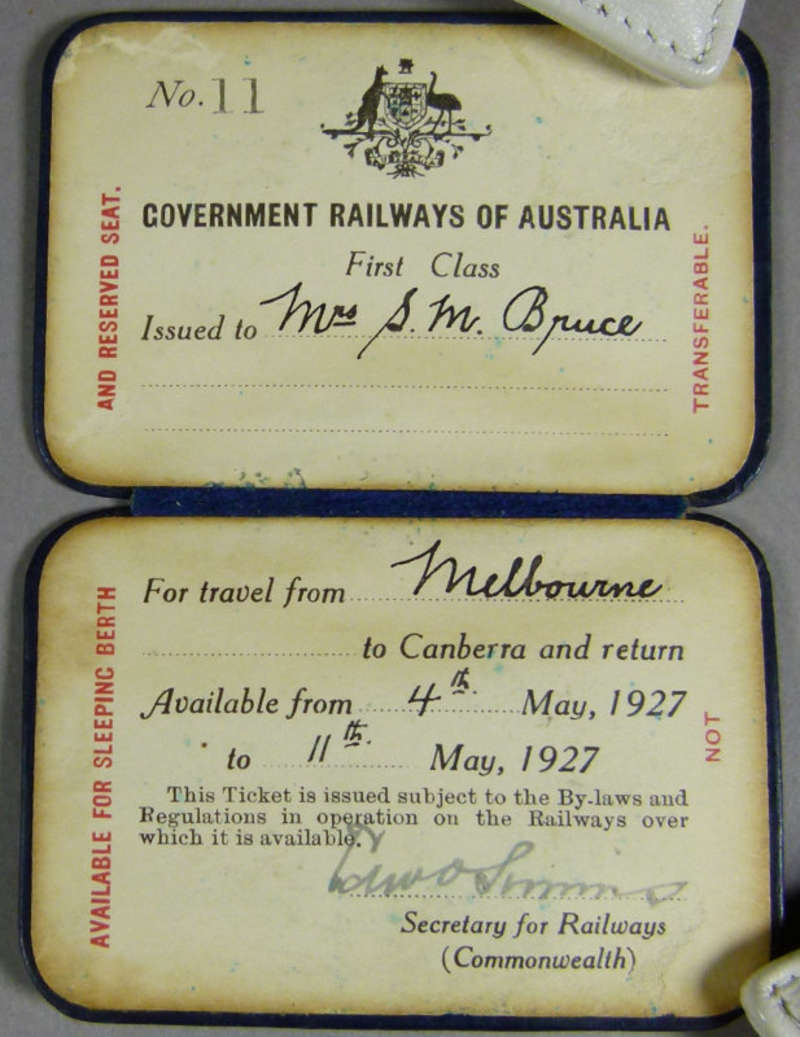 No. 11
GOVERNMENT RAILWAYS OF AUSTRALIA
First Class
Issued to Mrs S. M. Bruce
AND RESERVED SEAT.
TRANSFERABLE.
For travel from Melbourne
to Canberra and return
Available from 4th. May, 1927
to 11th. May, 1927
This Ticket is issued subject to the By-laws and
Regulations in operation on the Railways over
which it is available.
Secretary for Railways
(Commonwealth)
AVAILABLE FOR SLEEPING BERTH
NOT